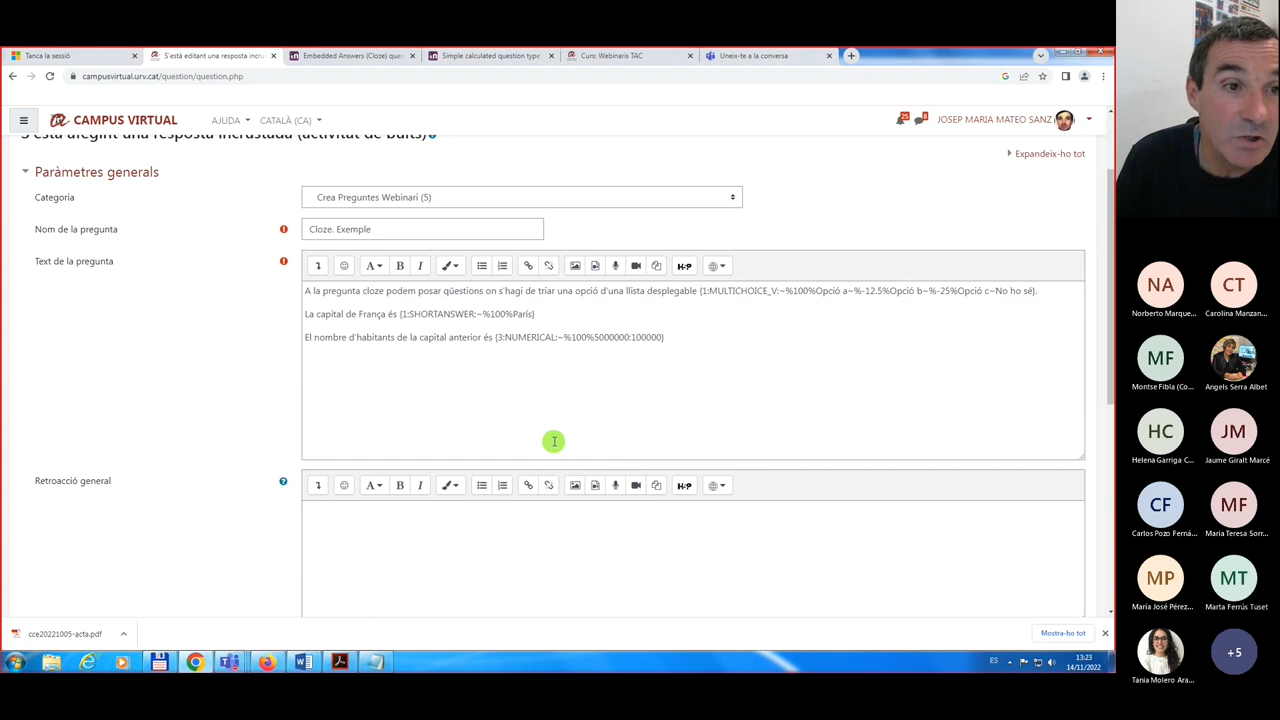 Tanca la sessió
S'està editant una resposta incrus
Embedded Answers (Cloze) que
Simple calculated question type
Curs: Webinaris TAC
Uneix-te a la conversa
campusvirtual.urv.cat/question/question.php
CAMPUS VIRTUAL
AJUDA
CATALÀ (CA)
25
8
JOSEP MARIA MATEO SANZ
S'està afegint una resposta incrustada (activitat de buits)
Expandeix-ho tot
Paràmetres generals
Categoria
Crea Preguntes Webinari (5)
Nom de la pregunta
Cloze. Exemple
Text de la pregunta
A la pregunta cloze podem posar qüestions on s'hagi de triar una opció d'una llista desplegable {1:MULTICHOICE_V:~%100%Opció a~%-12.5%Opció b~%-25%Opció c~No ho sé}.
La capital de França és {1:SHORTANSWER:~%100%París}
El nombre d'habitants de la capital anterior és {3:NUMERICAL:~%100%5000000:100000}
Retroacció general
cce20221005-acta.pdf
Mostra-ho tot
ES
13:23
14/11/2022
NA
Norberto Marque...
CT
Carolina Manzan...
MF
Montse Fibla (Co...
Angels Serra Albet
HC
Helena Garriga C...
JM
Jaume Giralt Marcé
CF
Carlos Pozo Ferná...
MF
Maria Teresa Sorr...
MP
María José Pérez...
MT
Marta Ferrús Tuset
Tania Molero Ara...
+5